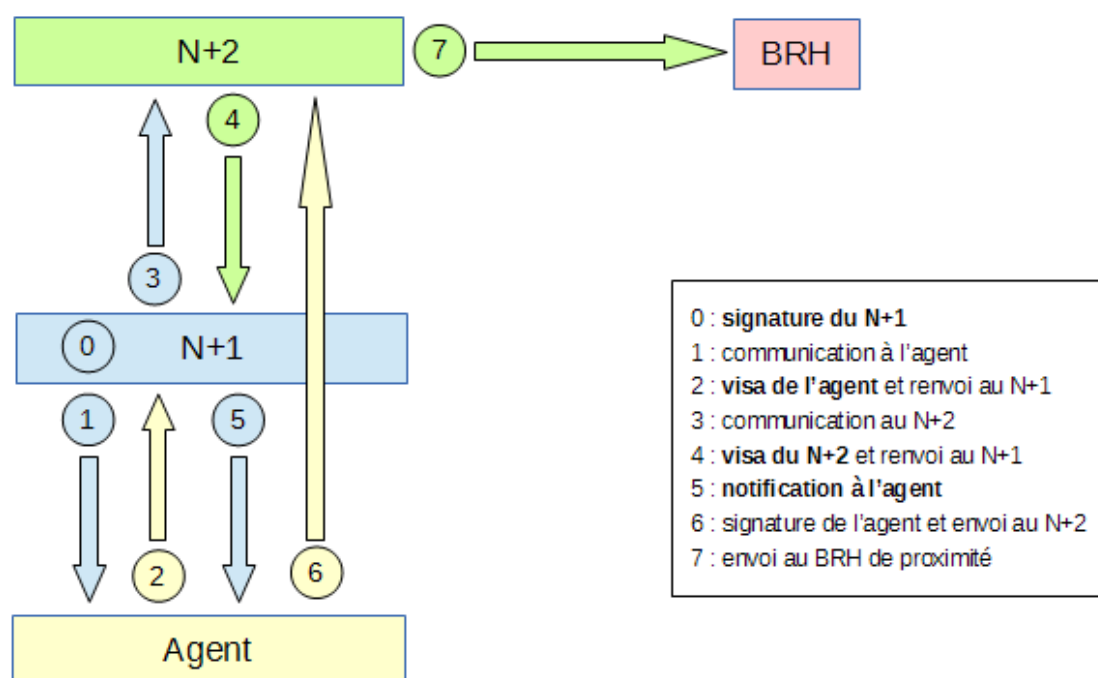 N+2
7
BRH
4
3
0
N+1
1
5
2
6
Agent
0 : signature du N+1
1 : communication à l'agent
2 : visa de l'agent et renvoi au N+1
3 : communication au N+2
4 : visa du N+2 et renvoi au N+1
5 : notification à l'agent
6 : signature de l'agent et envoi au N+2
7 : envoi au BRH de proximité